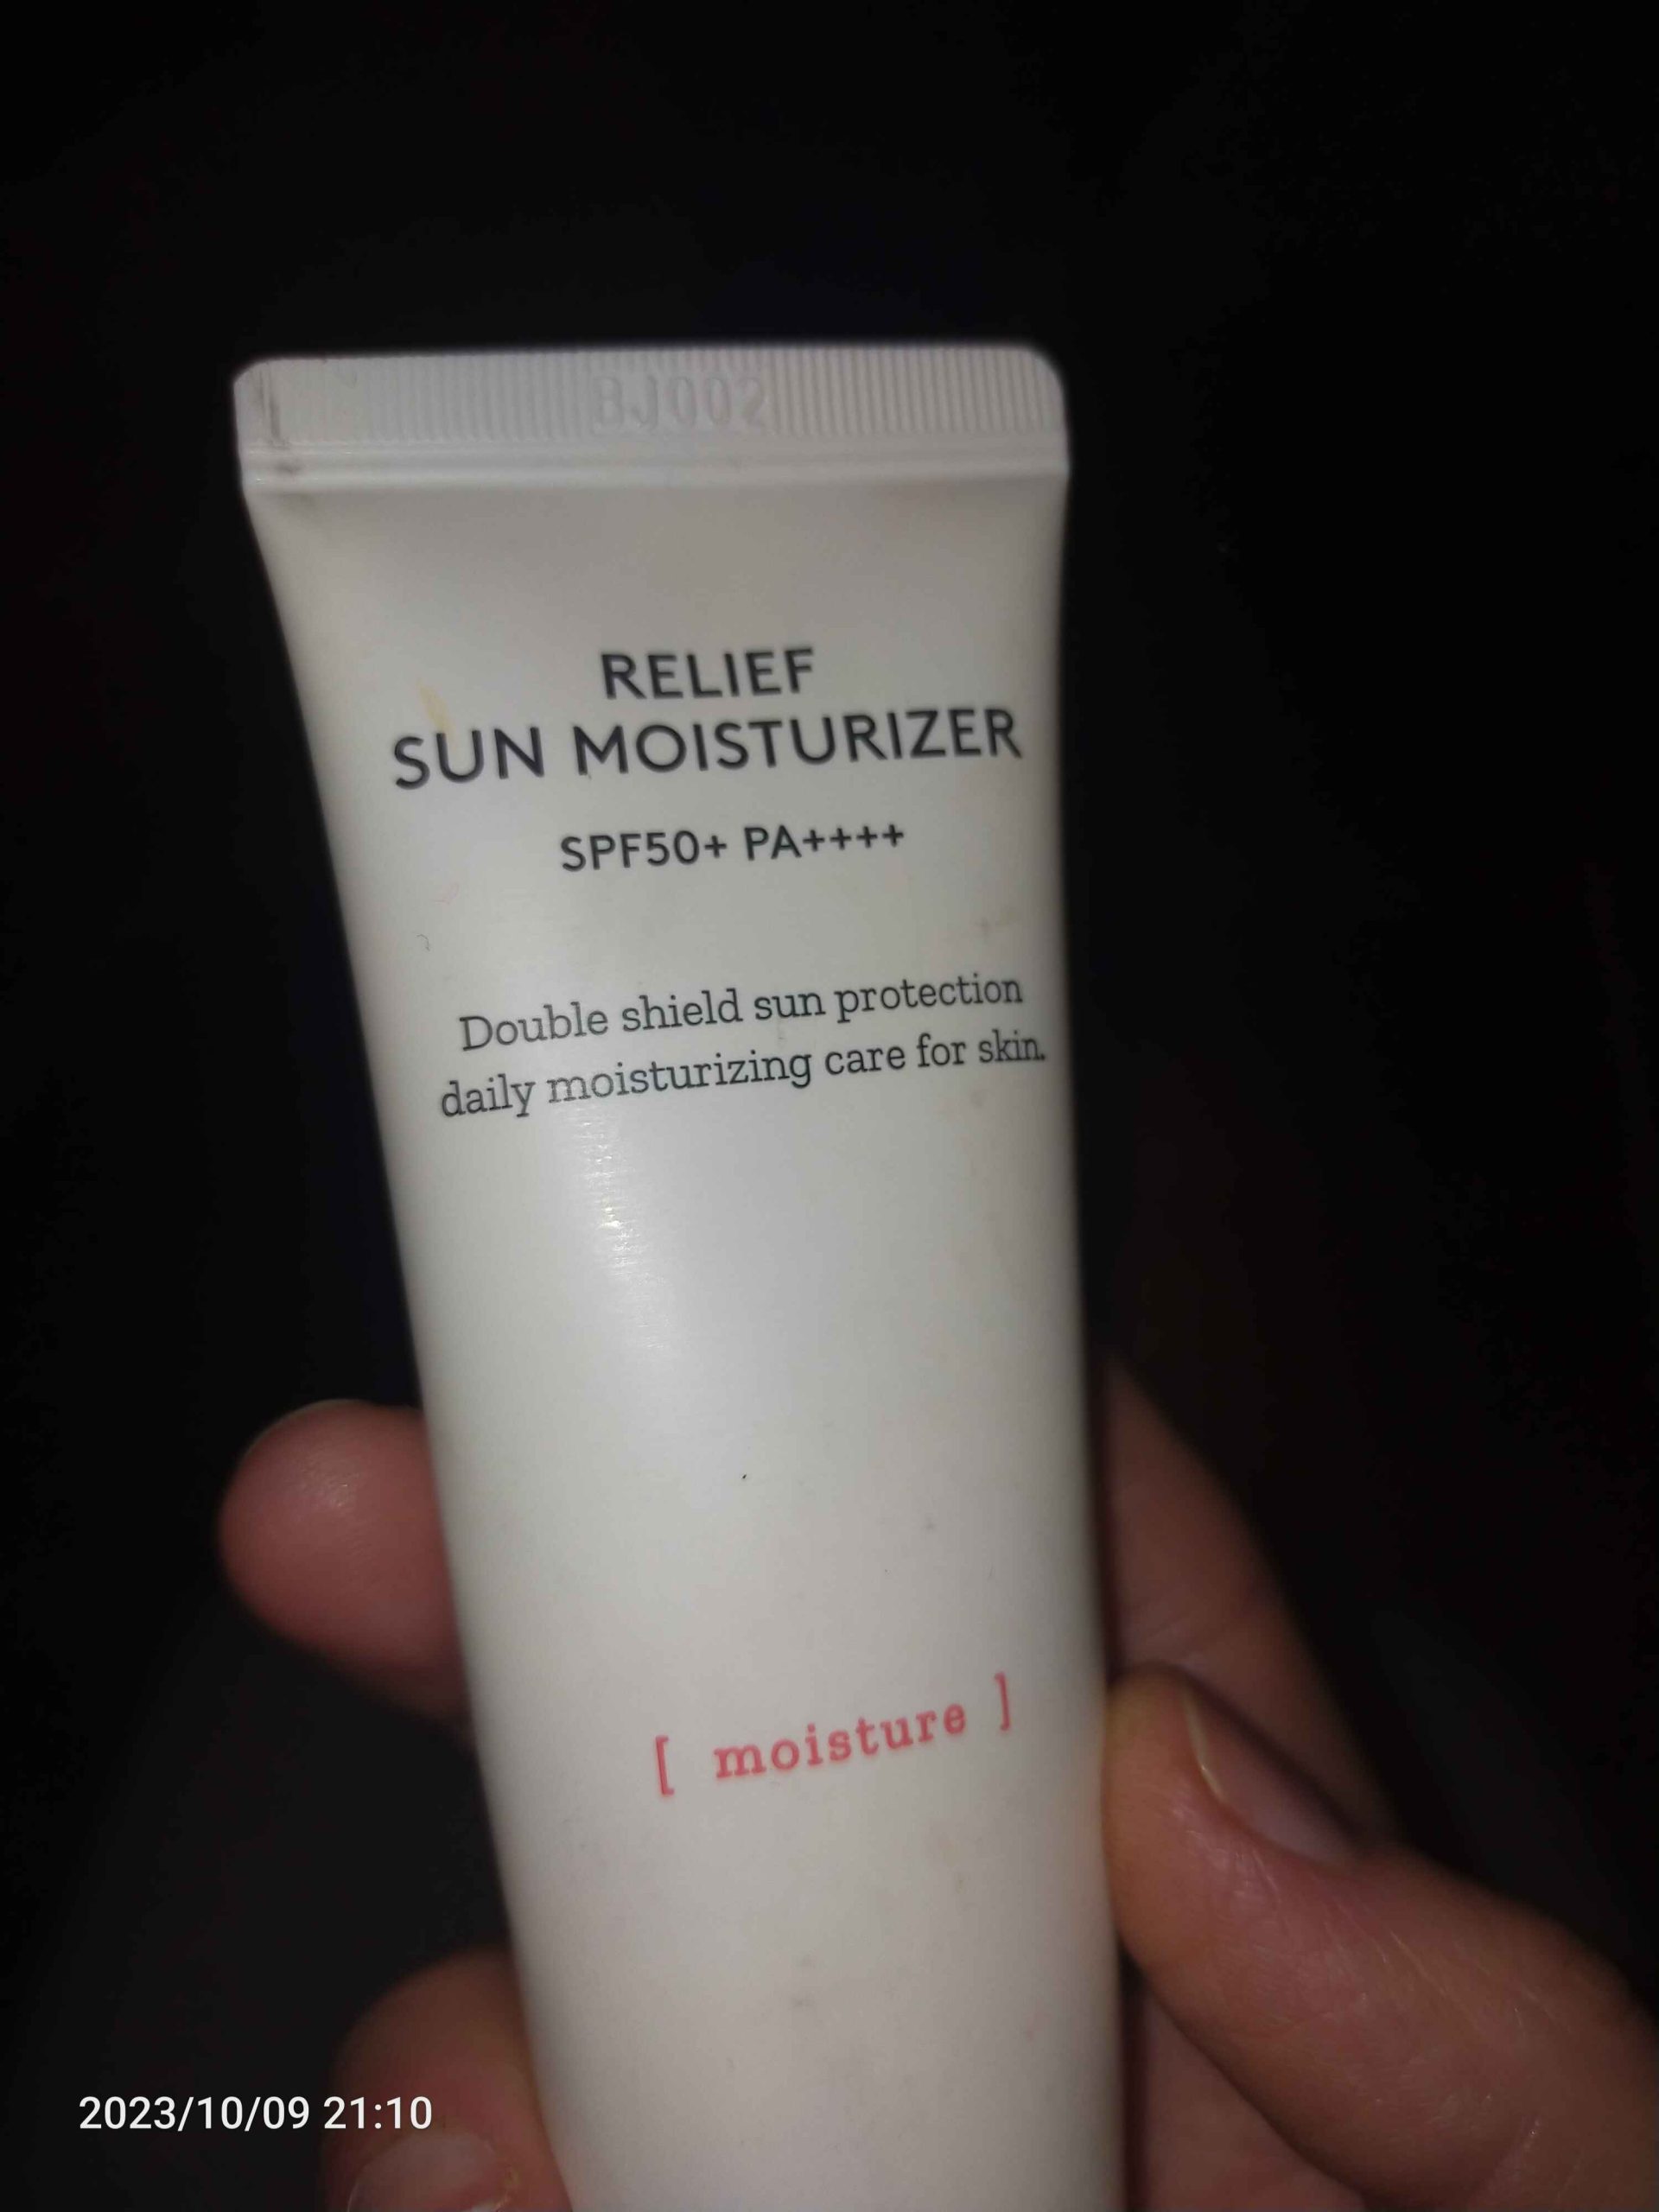 BJ002
RELIEF
SUN MOISTURIZER
SPF50+ PA++++
Double shield sun protection
daily moisturizing care for skin.
[ moisture ]
2023/10/09 21:10